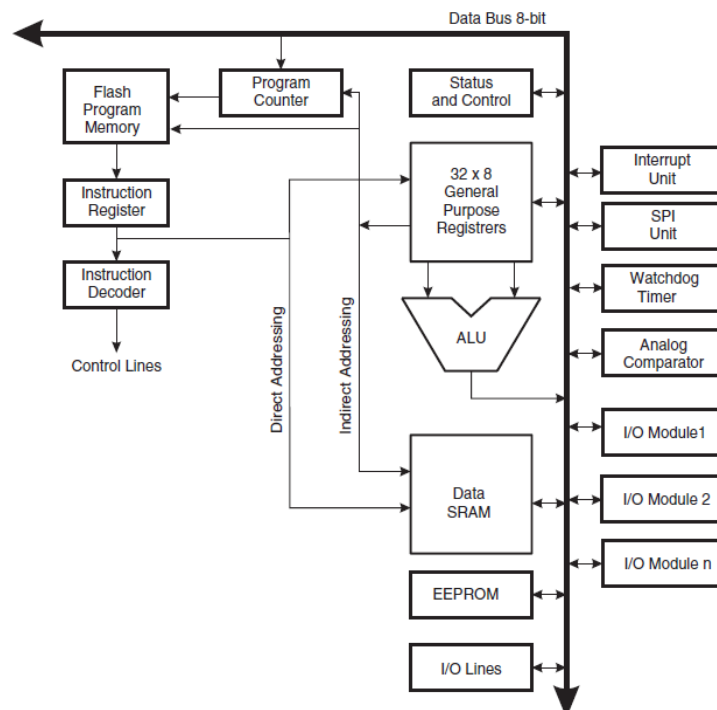 Data Bus 8-bit
Flash
Program
Memory
Program
Counter
Status
and Control
32 x 8
General
Purpose
Registrers
Interrupt
Unit
Instruction
Register
SPI
Unit
Instruction
Decoder
Watchdog
Timer
Control Lines
Direct Addressing
Indirect Addressing
ALU
Analog
Comparator
I/O Module1
Data
SRAM
I/O Module 2
I/O Module n
EEPROM
I/O Lines